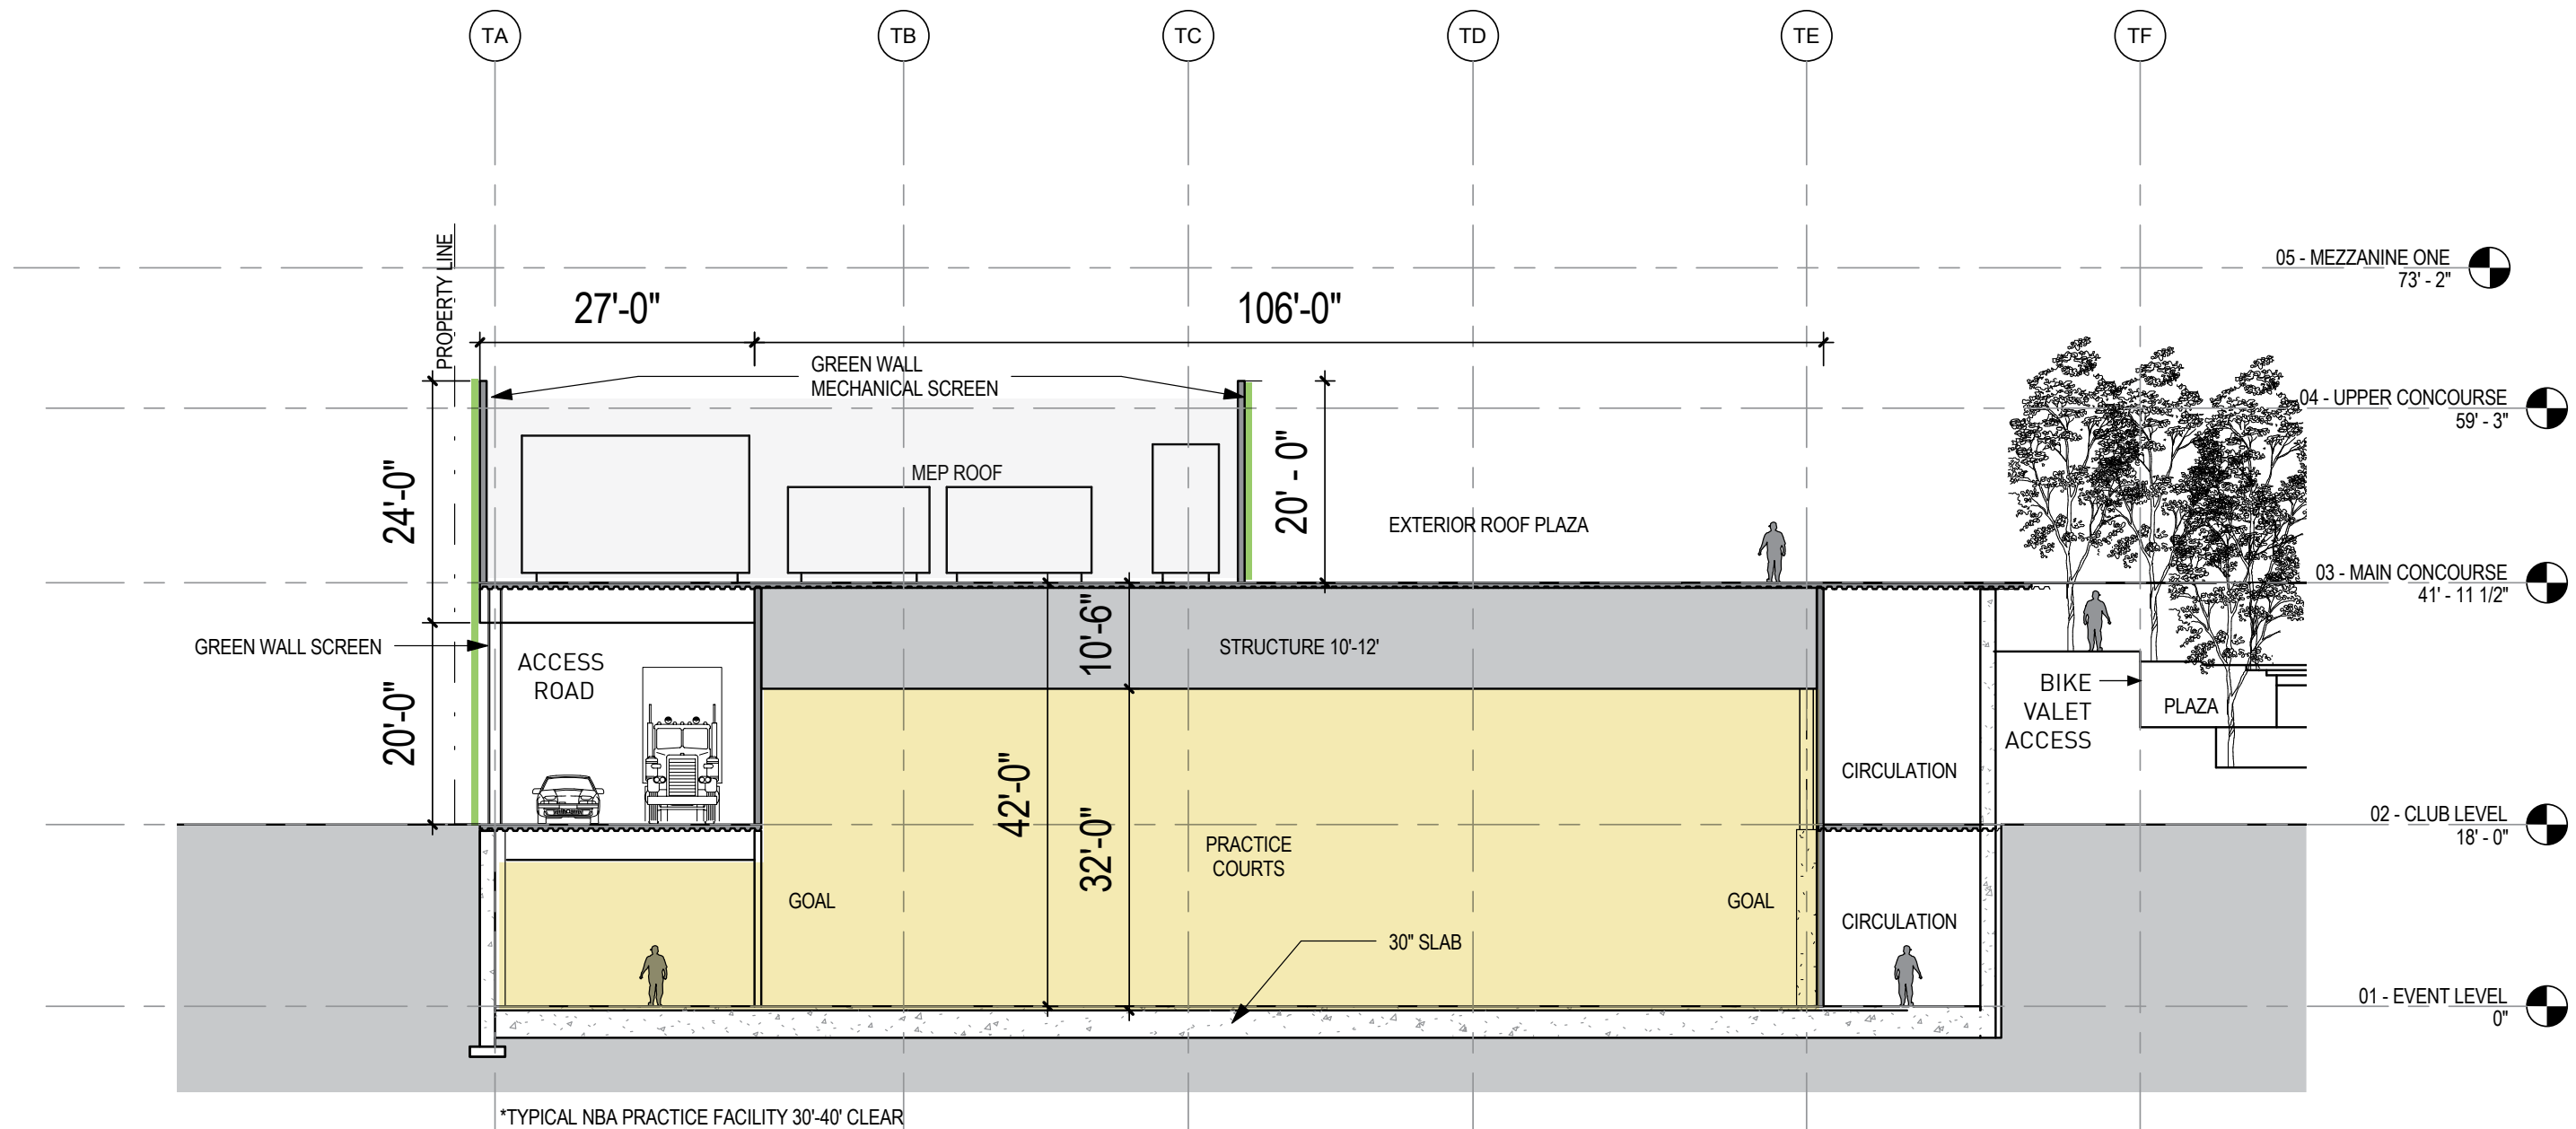 TA
TB
TC
TD
TE
TF
PROPERTY LINE
05 - MEZZANINE ONE
73' - 2"
27'-0"
106'-0"
GREEN WALL
MECHANICAL SCREEN
04 - UPPER CONCOURSE
59' - 3"
24'-0"
MEP ROOF
20' - 0"
EXTERIOR ROOF PLAZA
03 - MAIN CONCOURSE
41' - 11 1/2"
GREEN WALL SCREEN
ACCESS
ROAD
10'-6"
STRUCTURE 10'-12'
20'-0"
BIKE
VALET
ACCESS
PLAZA
42'-0"
32'-0"
CIRCULATION
02 - CLUB LEVEL
18' - 0"
PRACTICE
COURTS
GOAL
GOAL
CIRCULATION
30" SLAB
01 - EVENT LEVEL
0"
*TYPICAL NBA PRACTICE FACILITY 30'-40' CLEAR